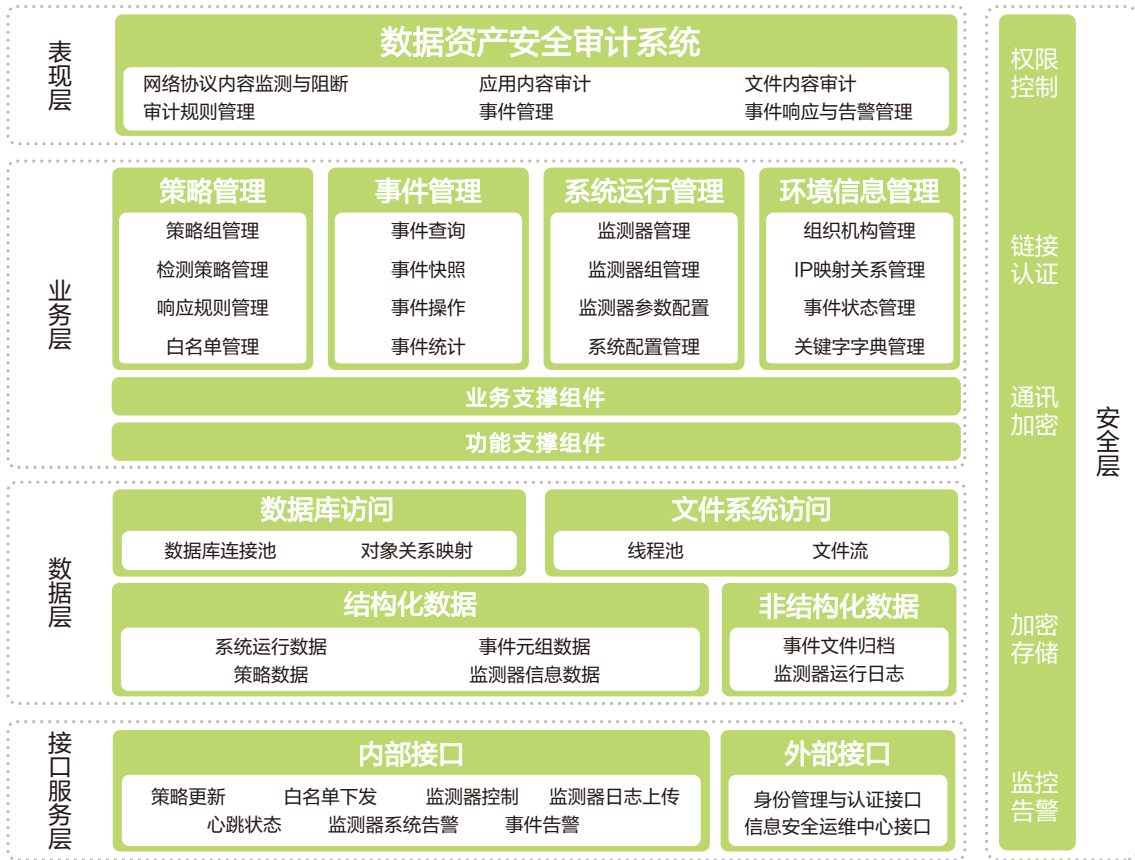 表现层
数据资产安全审计系统
网络协议内容监测与阻断 应用内容审计 文件内容审计
审计规则管理 事件管理 事件响应与告警管理
业务层
策略管理
策略组管理
检测策略管理
响应规则管理
白名单管理
事件管理
事件查询
事件快照
事件操作
事件统计
系统运行管理
监测器管理
监测器组管理
监测器参数配置
系统配置管理
环境信息管理
组织机构管理
IP映射关系管理
事件状态管理
关键字字典管理
业务支撑组件
功能支撑组件
数据层
数据库访问
数据库连接池 对象关系映射
文件系统访问
线程池 文件流
结构化数据
系统运行数据 事件元组数据
策略数据 监测器信息数据
非结构化数据
事件文件归档
监测器运行日志
接口服务层
内部接口
策略更新 白名单下发 监测器控制 监测器日志上传
心跳状态 监测器系统告警 事件告警
外部接口
身份管理与认证接口
信息安全运维中心接口
安全层
权限
控制
链接
认证
通讯
加密
加密
存储
监控
告警